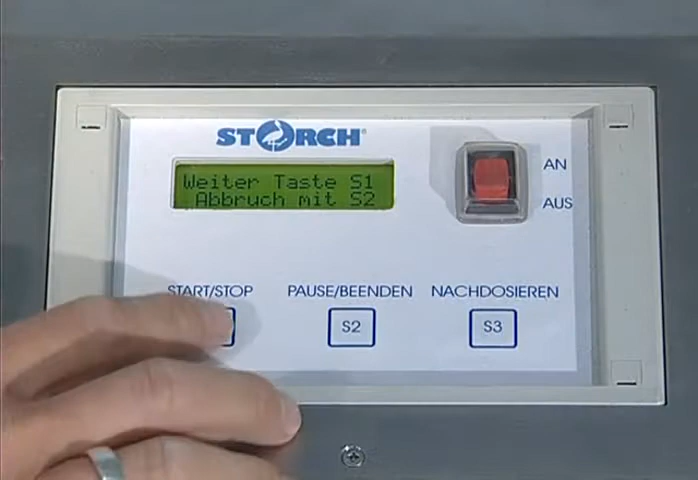 STORCH®
Weiter Taste S1
Abbruch mit S2
AN
AUS
START/STOP
PAUSE/BEENDEN
NACHDOSIEREN
S2
S3